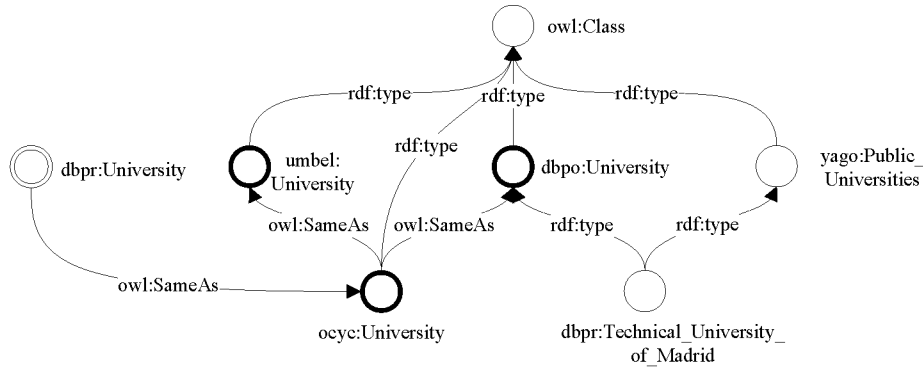 owl:Class
rdf:type
rdf:type
rdf:type
rdf:type
dbpr:University
umbel:
University
dbpo:University
yago:Public_
Universities
owl:SameAs
owl:SameAs
rdf:type
rdf:type
owl:SameAs
ocyc:University
dbpr:Technical_University_
of_Madrid